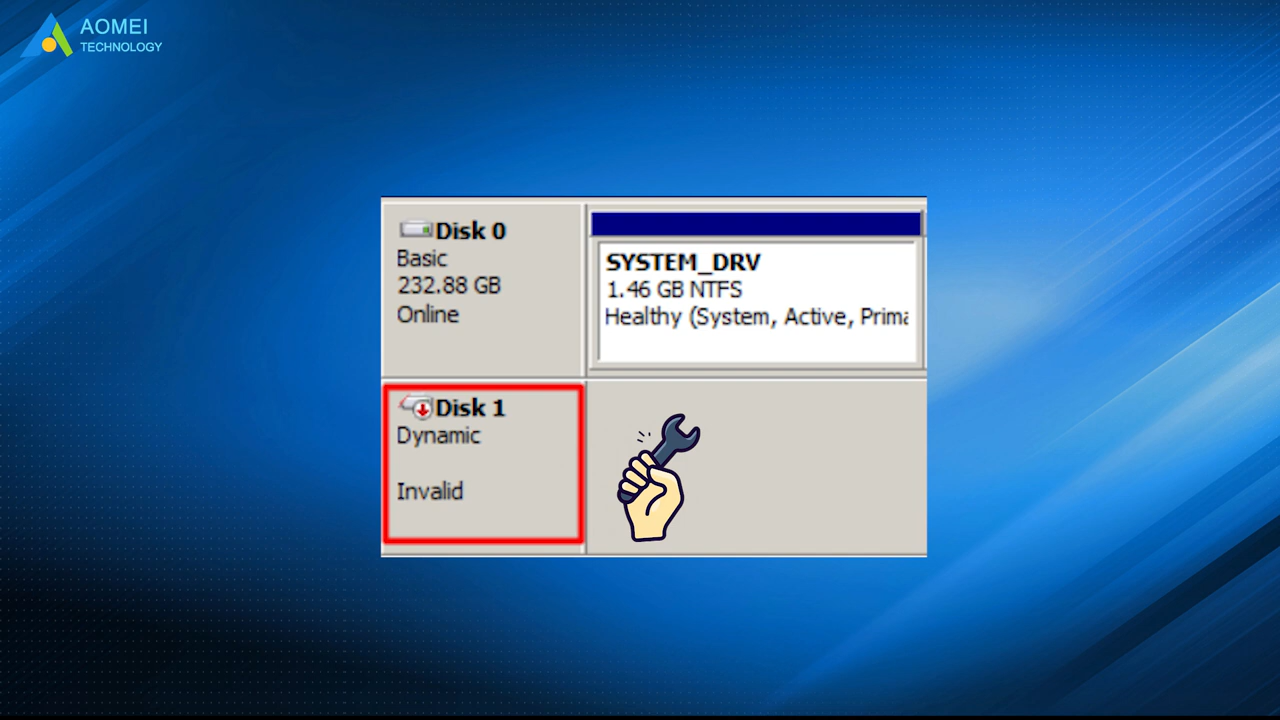 AOMEI
TECHNOLOGY
Disk 0
Basic
232.88 GB
Online
SYSTEM_DRV
1.46 GB NTFS
Healthy (System, Active, Prima
Disk 1
Dynamic
Invalid